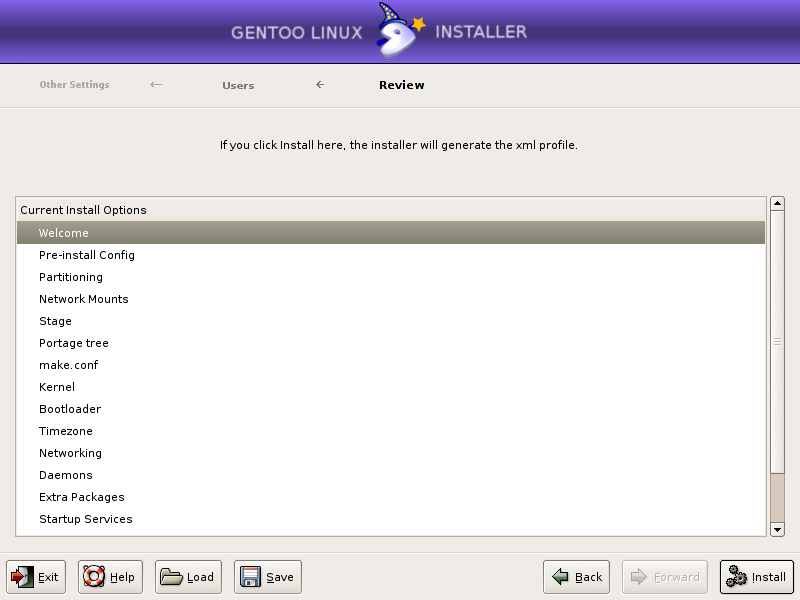 GENTOO LINUX INSTALLER
Other Settings ← Users ← Review
If you click Install here, the installer will generate the xml profile.
Current Install Options
Welcome
Pre-install Config
Partitioning
Network Mounts
Stage
Portage tree
make.conf
Kernel
Bootloader
Timezone
Networking
Daemons
Extra Packages
Startup Services
Exit Help Load Save Back Forward Install